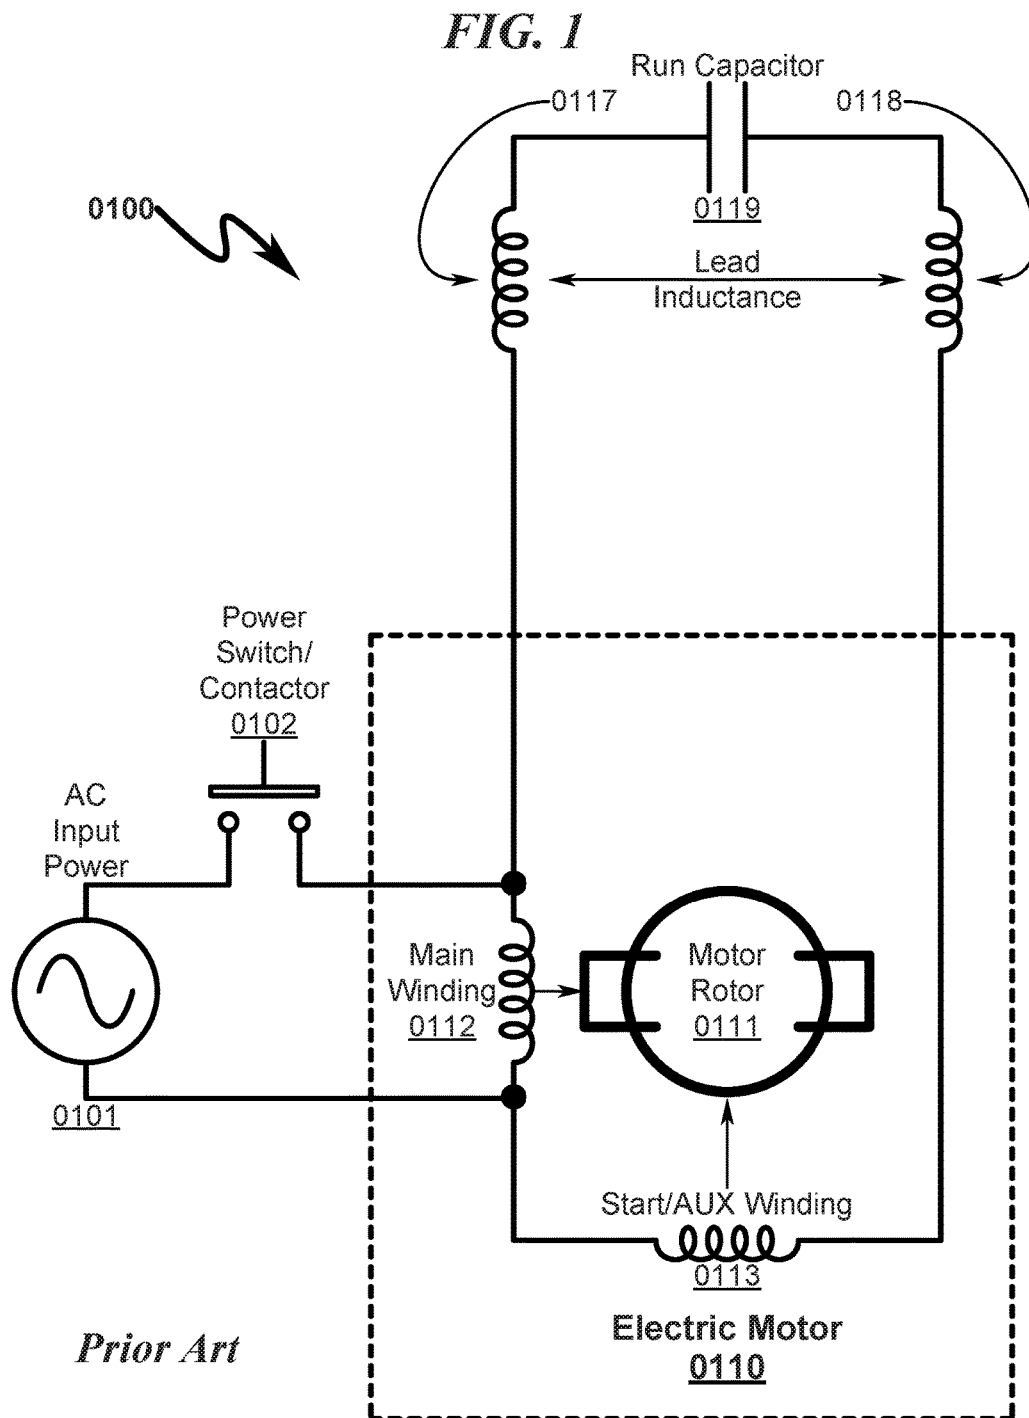 FIG. 1
Run Capacitor
0117
0118
0100
0119
Lead
Inductance
Power
Switch/
Contactor
0102
AC
Input
Power
0101
Main
Winding
0112
Motor
Rotor
0111
Start/AUX Winding
0113
Electric Motor
0110
Prior Art